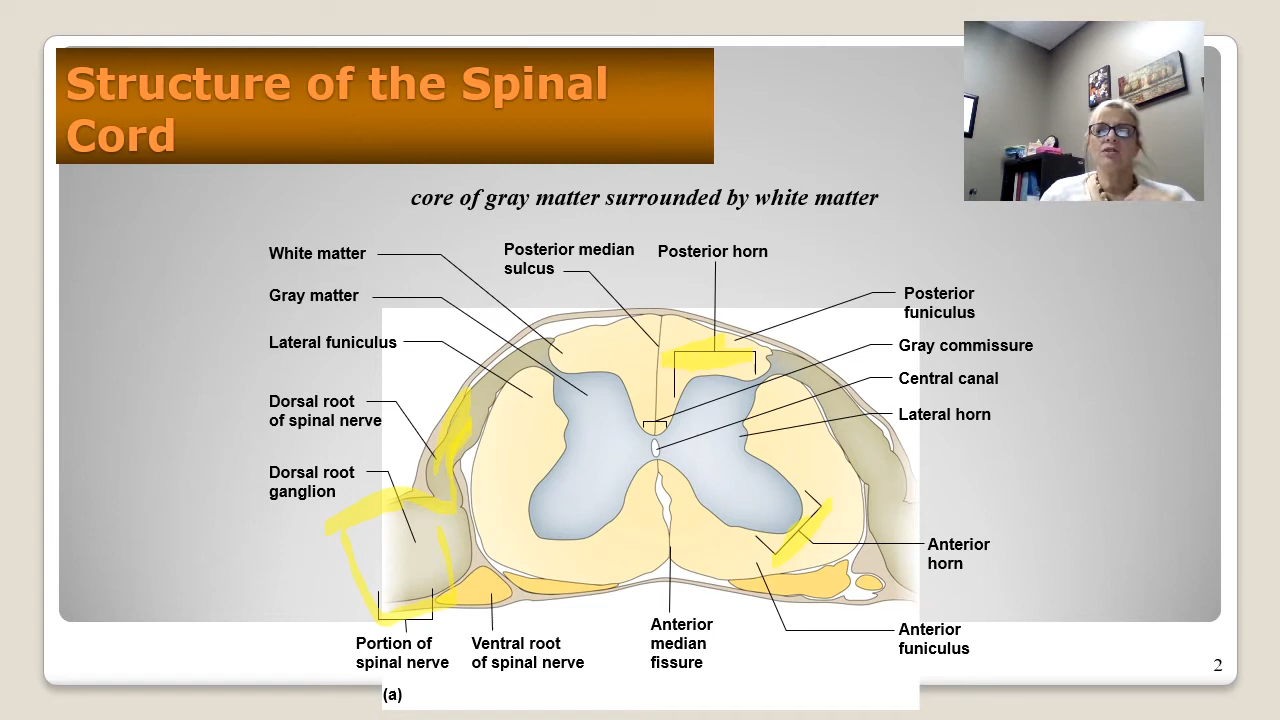 Structure of the Spinal
Cord
core of gray matter surrounded by white matter
White matter
Gray matter
Lateral funiculus
Dorsal root
of spinal nerve
Dorsal root
ganglion
Posterior median
sulcus
Posterior horn
Posterior
funiculus
Gray commissure
Central canal
Lateral horn
Anterior
horn
Anterior
funiculus
Portion of
spinal nerve
Ventral root
of spinal nerve
Anterior
median
fissure
(a)
2